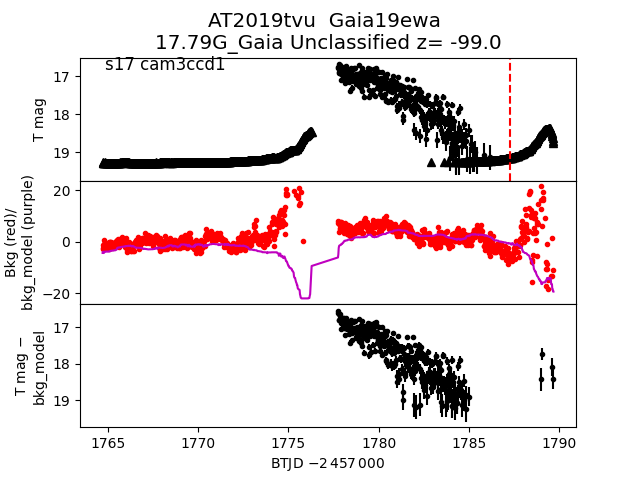 AT2019tvu  Gaia19ewa
17.79G_Gaia Unclassified z= -99.0
s17 cam3ccd1
T mag
17
18
19
Bkg (red)/
bkg_model (purple)
20
0
−20
T mag −
bkg_model
17
18
19
1765
1770
1775
1780
1785
1790
BTJD −2 457 000